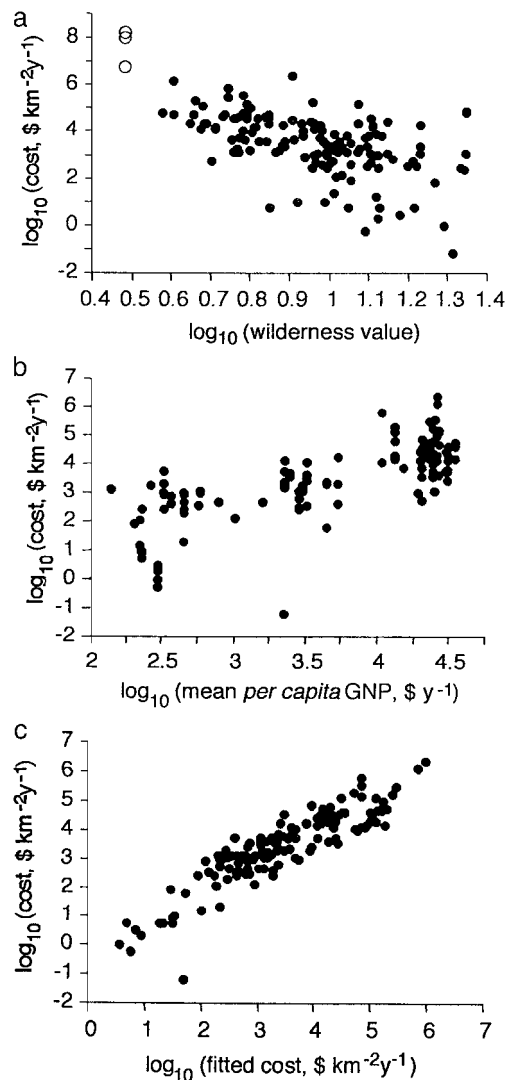 a
log10 (cost, $ km-2y-1)
8
6
4
2
0
-2
0.4 0.5 0.6 0.7 0.8 0.9 1 1.1 1.2 1.3 1.4
log10 (wilderness value)
b
log10 (cost, $ km-2y-1)
7
6
5
4
3
2
1
0
-1
-2
2 2.5 3 3.5 4 4.5
log10 (mean per capita GNP, $ y-1)
c
log10 (cost, $ km-2y-1)
7
6
5
4
3
2
1
0
-1
-2
0 1 2 3 4 5 6 7
log10 (fitted cost, $ km-2y-1)